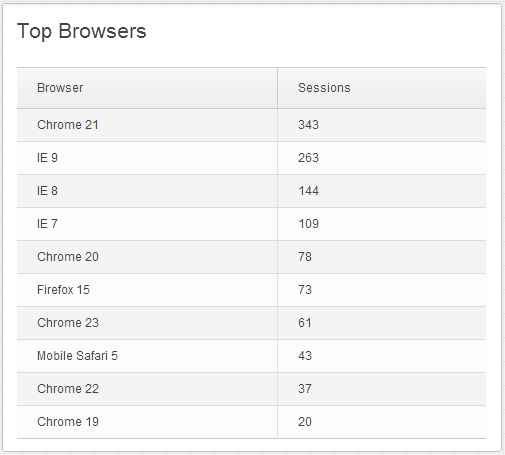 Top Browsers
Browser Sessions
Chrome 21 343
IE 9 263
IE 8 144
IE 7 109
Chrome 20 78
Firefox 15 73
Chrome 23 61
Mobile Safari 5 43
Chrome 22 37
Chrome 19 20